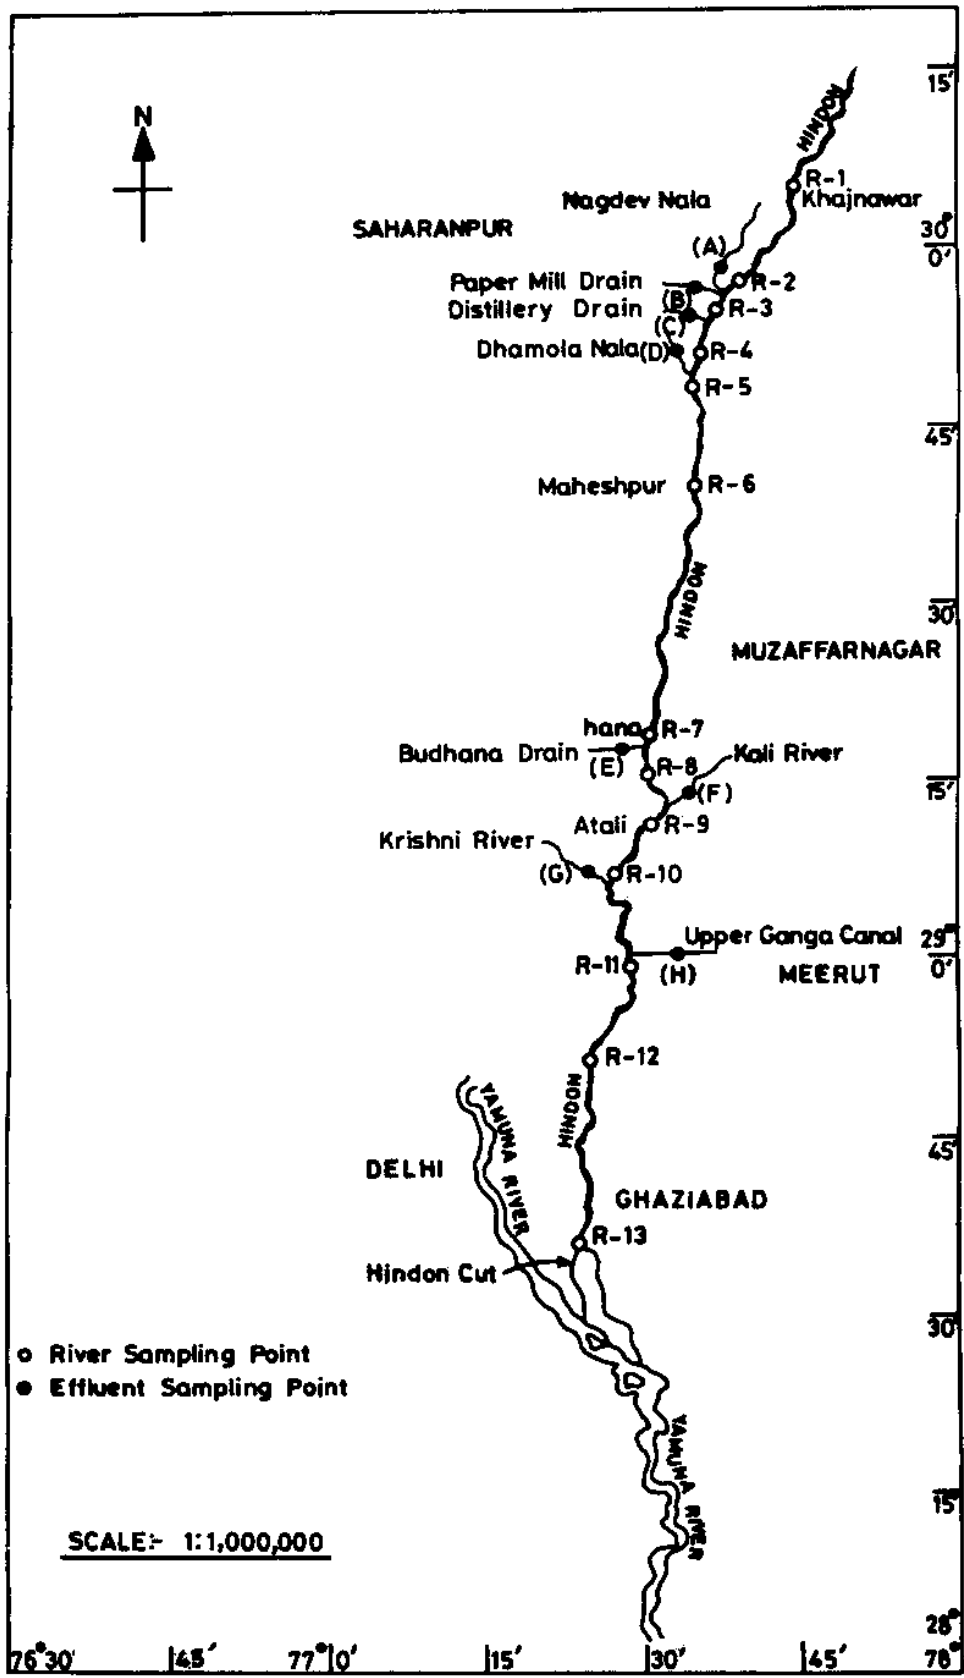 15'
HINDON
N
R-1
Nagdev Nala
Khajnawar
SAHARANPUR
30°
0'
(A)
Paper Mill Drain
R-2
(B)
Distillery Drain
R-3
(C)
Dhamola Nala (D)
R-4
R-5
45'
Maheshpur
R-6
HINDON
30'
MUZAFFARNAGAR
hana
R-7
Budhana Drain
(E)
R-8
Kali River
15'
(F)
Atali
R-9
Krishni River
(G)
R-10
Upper Ganga Canal
29°
0'
R-11
(H)
MEERUT
R-12
HINDON
YAMUNA RIVER
45'
DELHI
GHAZIABAD
R-13
Hindon Cut
30'
River Sampling Point
Effluent Sampling Point
YAMUNA RIVER
15'
SCALE:- 1:1,000,000
28°
76°30'
45'
77°0'
15'
30'
45'
78°